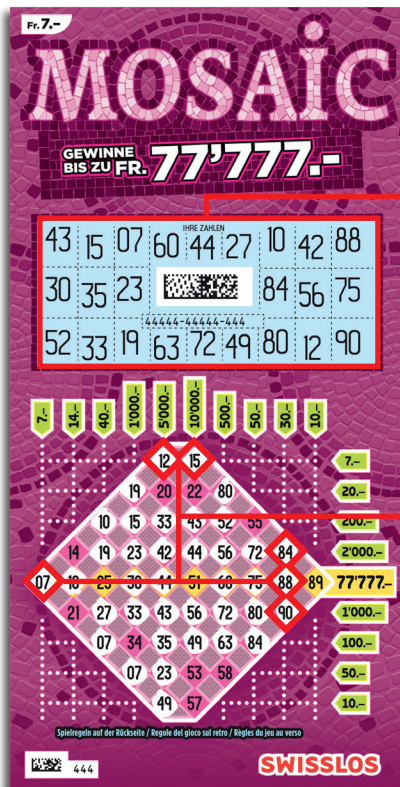 Fr. 7.–
MOSAIC
GEWINNE
BIS ZU FR. 77'777.–
IHRE ZAHLEN
43 15 07 60 44 27 10 42 88
30 35 23 84 56 75
44444-44444-444
52 33 19 63 72 49 80 12 90
7.– 14.– 40.– 1'000.– 5'000.– 10'000.– 500.– 50.– 30.– 10.–
12 15 7.–
19 20 22 80 20.–
10 15 33 43 52 55 200.–
14 19 23 42 44 56 72 84 2'000.–
07 25 44 51 75 88 89 77'777.–
21 27 33 43 56 72 80 90 1'000.–
07 34 35 49 63 84 100.–
07 23 53 58 50.–
49 57 10.–
Spielregeln auf der Rückseite / Regole del gioco sul retro / Règles du jeu au verso
444
SWISSLOS